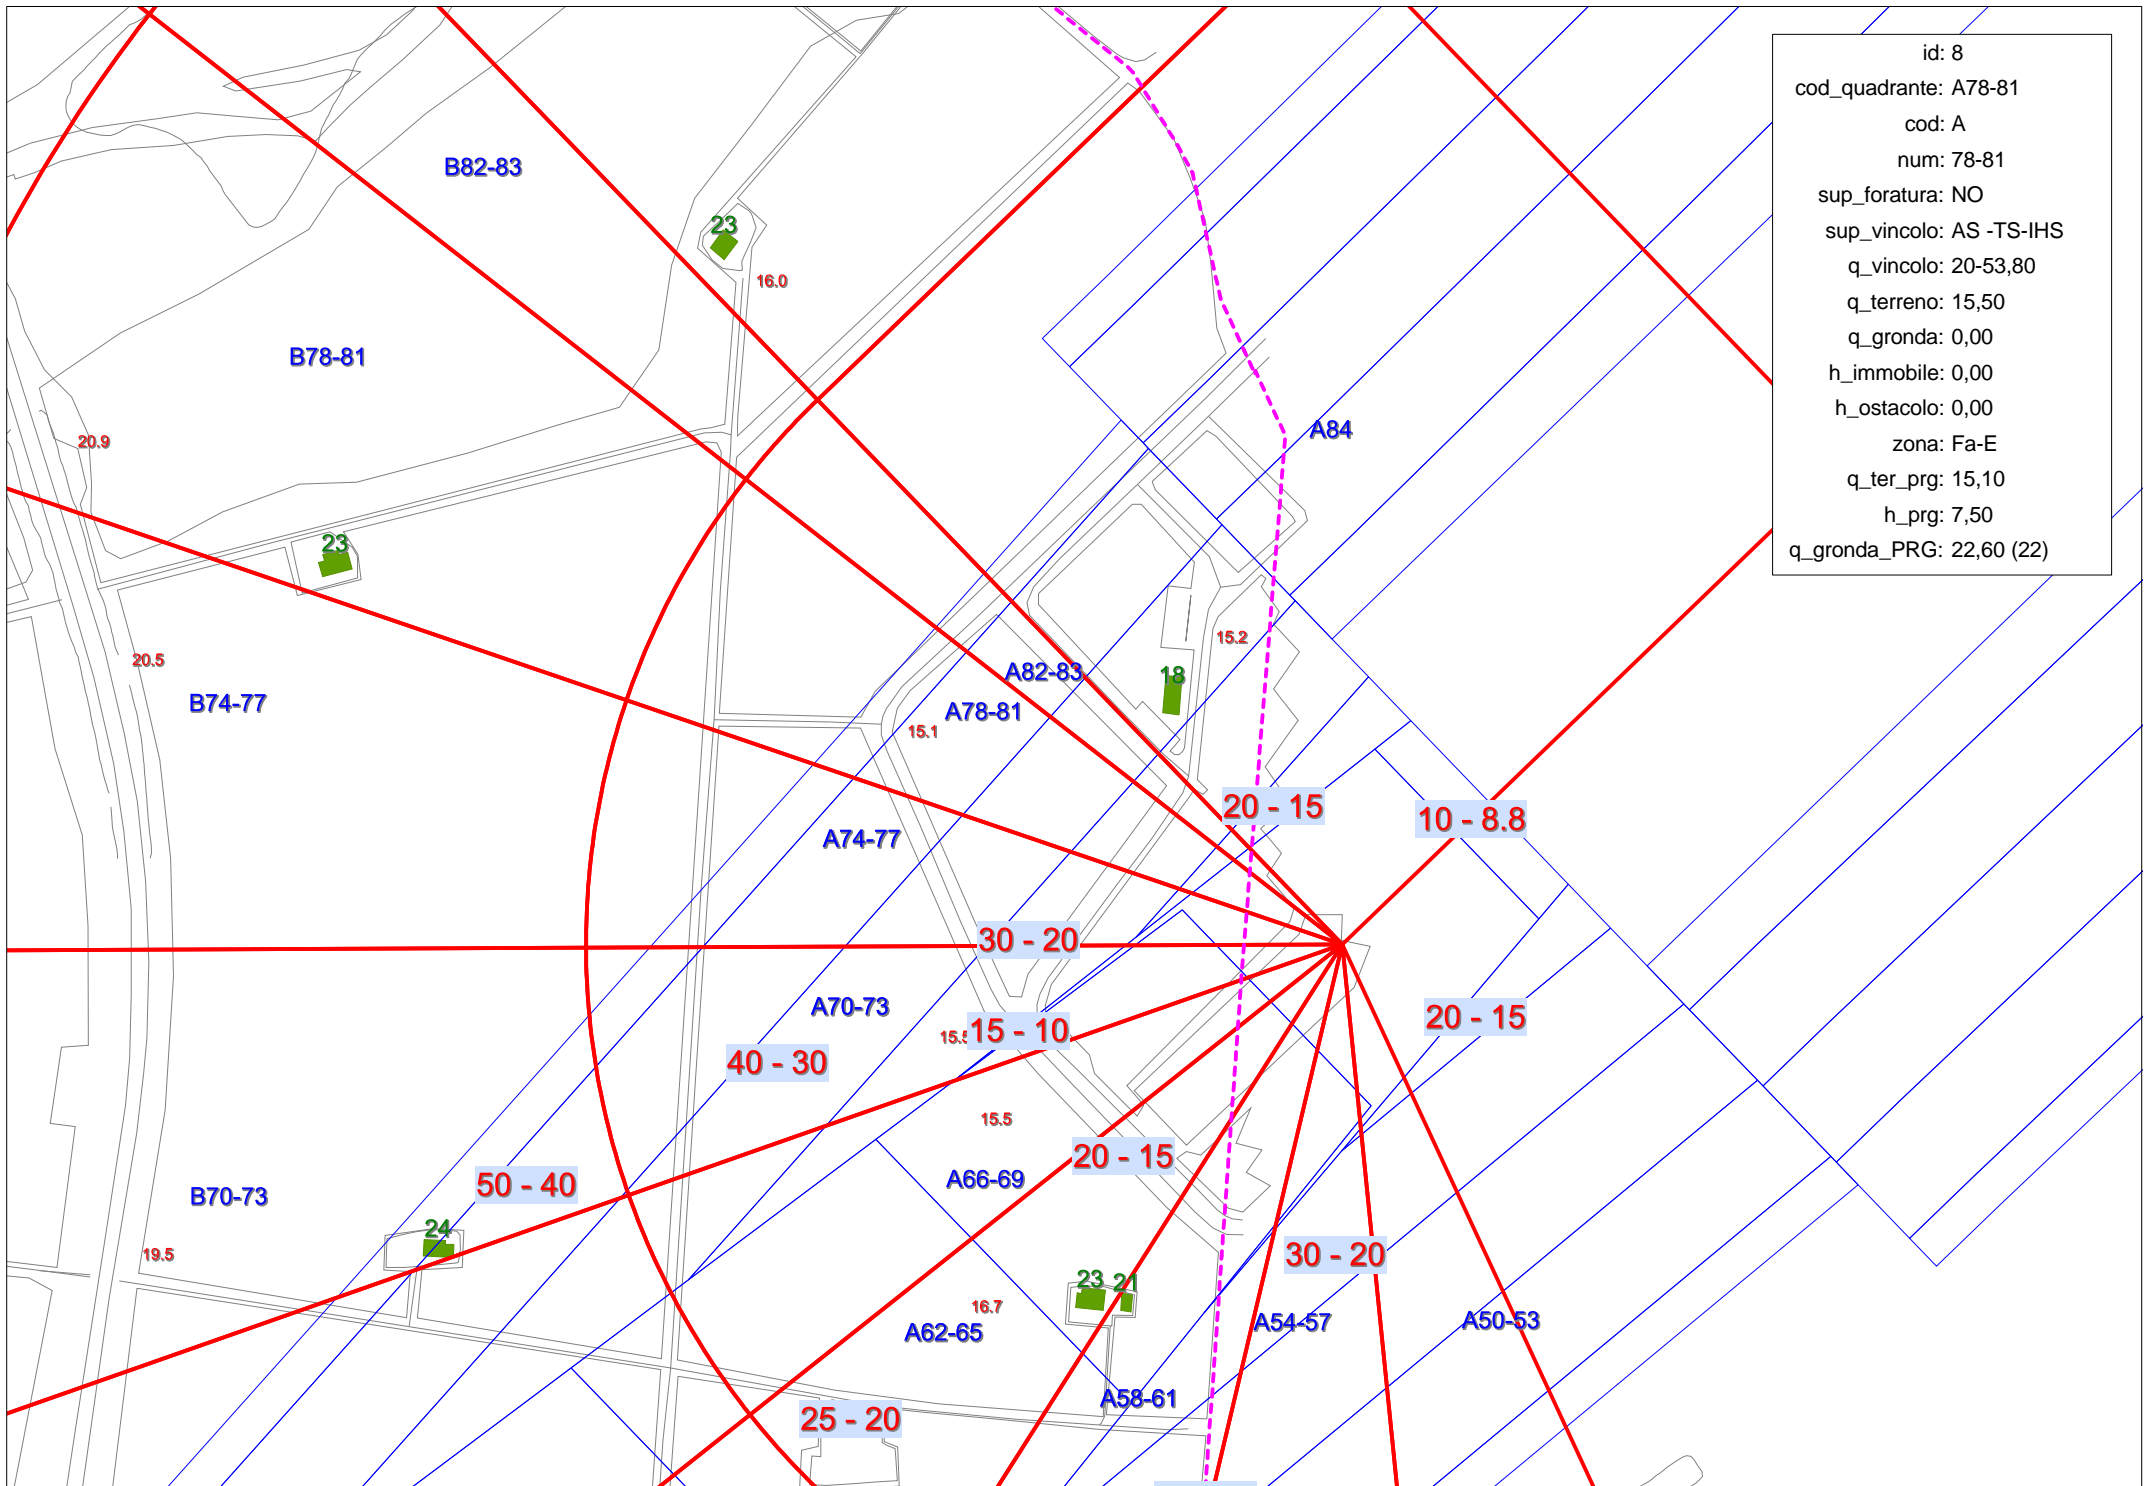 id: 8
cod_quadrante: A78-81
cod: A
num: 78-81
sup_foratura: NO
sup_vincolo: AS -TS-IHS
q_vincolo: 20-53,80
q_terreno: 15,50
q_gronda: 0,00
h_immobile: 0,00
h_ostacolo: 0,00
zona: Fa-E
q_ter_prg: 15,10
h_prg: 7,50
q_gronda_PRG: 22,60 (22)
B82-83
23
16.0
B78-81
A84
20.9
23
15.2
20.5
A82-83
18
B74-77
A78-81
15.1
20 - 15
10 - 8.8
A74-77
30 - 20
A70-73
20 - 15
15.5
15 - 10
40 - 30
15.5
20 - 15
A66-69
50 - 40
B70-73
24
19.5
30 - 20
23
21
16.7
A54-57
A50-53
A62-65
A58-61
25 - 20